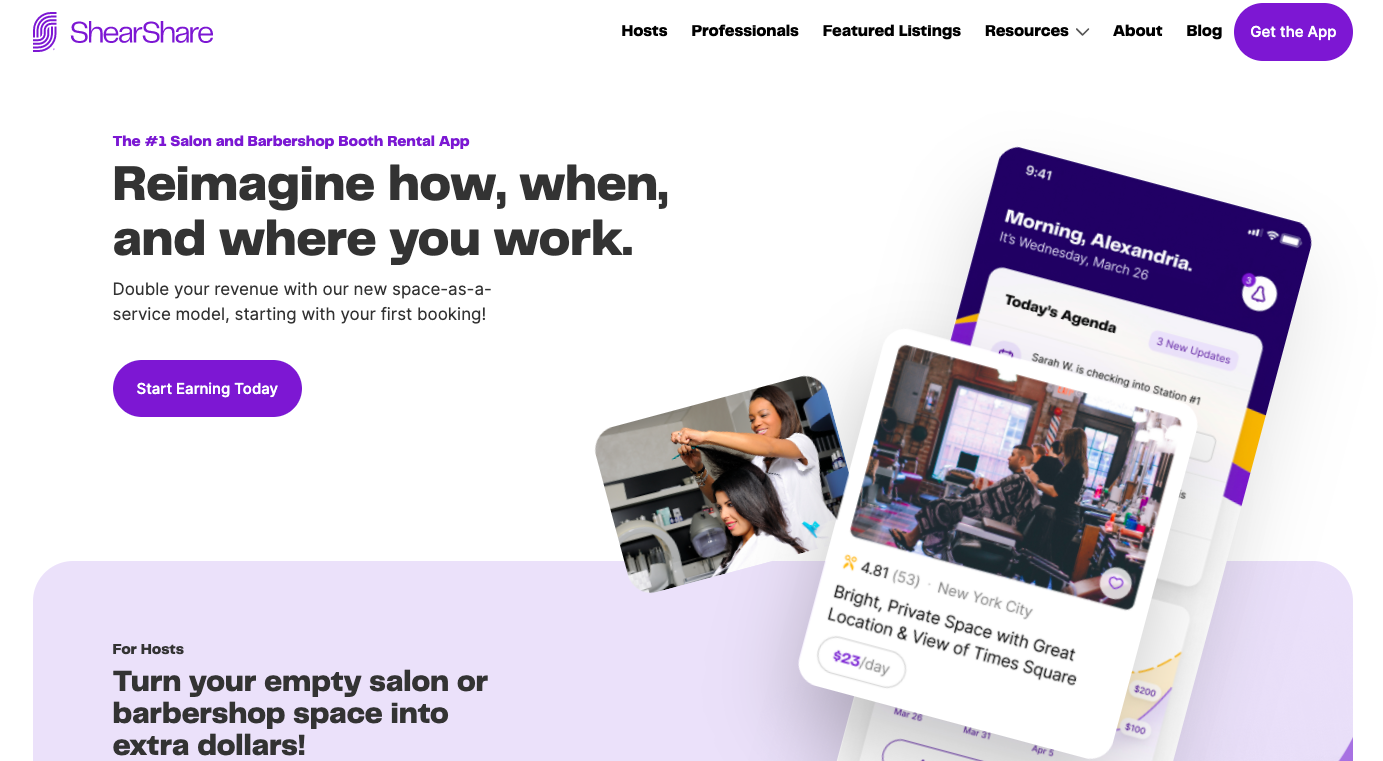 ShearShare
Hosts
Professionals
Featured Listings
Resources
About
Blog
Get the App
The #1 Salon and Barbershop Booth Rental App
Reimagine how, when,
and where you work.
Double your revenue with our new space-as-a-
service model, starting with your first booking!
Start Earning Today
9:41
Morning, Alexandria.
It's Wednesday, March 26
3
Today's Agenda
3 New Updates
Sarah W. is checking into Station #1
4.81 (53) · New York City
Bright, Private Space with Great
Location & View of Times Square
$23/day
$200
$100
Mar 26
Mar 31
Apr 5
For Hosts
Turn your empty salon or
barbershop space into
extra dollars!